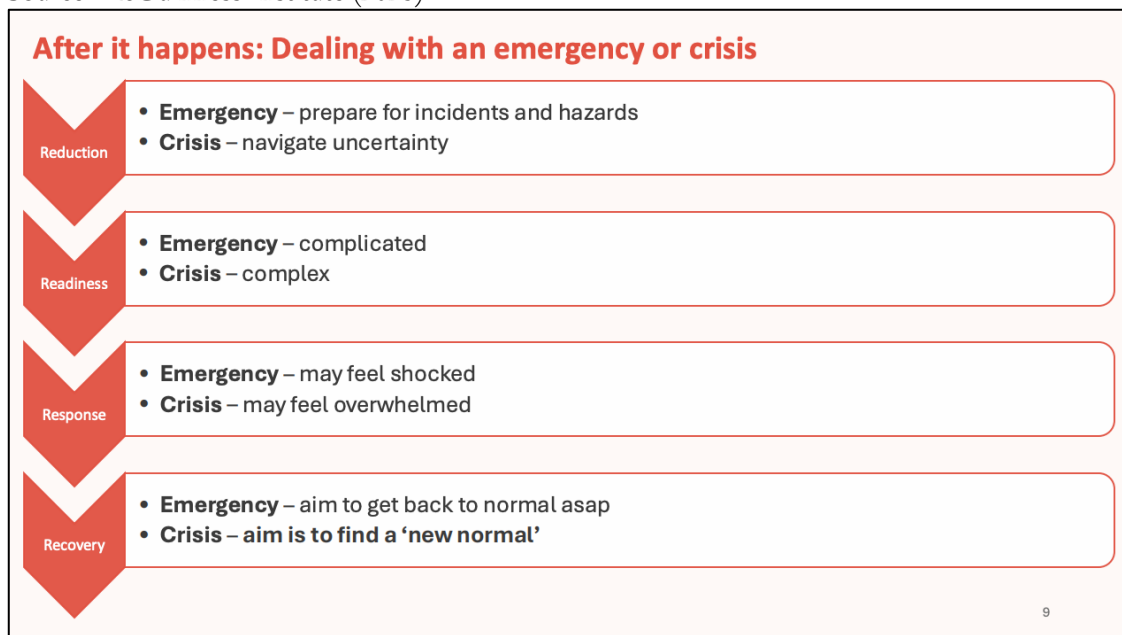 After it happens: Dealing with an emergency or crisis
Reduction
• Emergency – prepare for incidents and hazards
• Crisis – navigate uncertainty
Readiness
• Emergency – complicated
• Crisis – complex
Response
• Emergency – may feel shocked
• Crisis – may feel overwhelmed
Recovery
• Emergency – aim to get back to normal asap
• Crisis – aim is to find a ‘new normal’
9